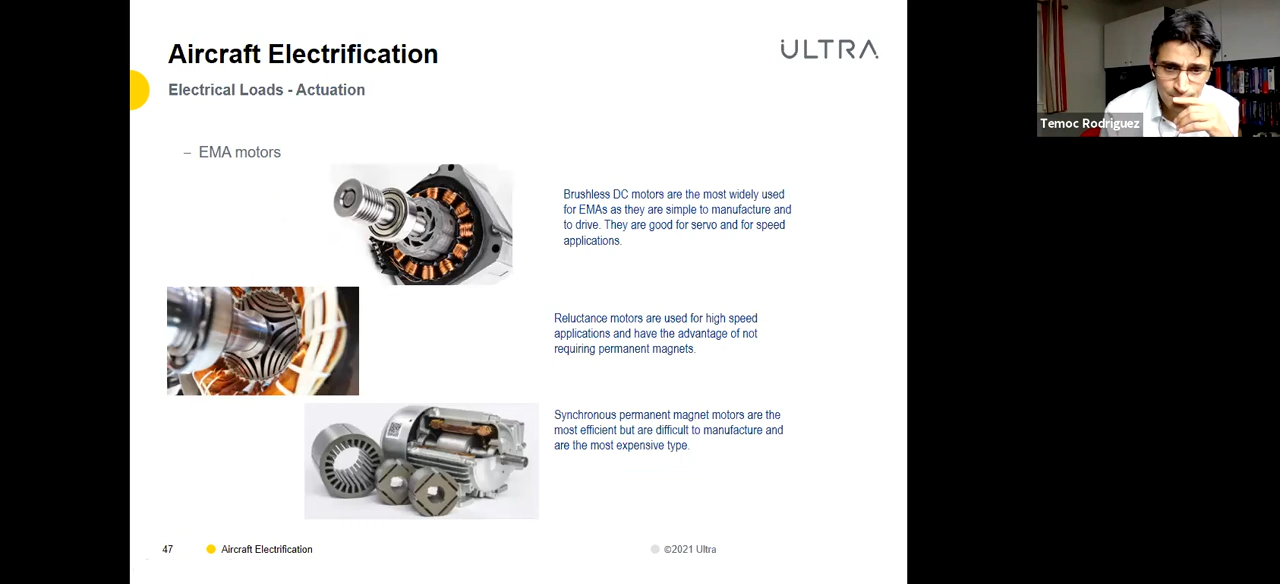 Aircraft Electrification
ULTRA
Temoc Rodriguez
Electrical Loads - Actuation
– EMA motors
Brushless DC motors are the most widely used
for EMAs as they are simple to manufacture and
to drive. They are good for servo and for speed
applications.
Reluctance motors are used for high speed
applications and have the advantage of not
requiring permanent magnets.
Synchronous permanent magnet motors are the
most efficient but are difficult to manufacture and
are the most expensive type.
47
Aircraft Electrification
©2021 Ultra